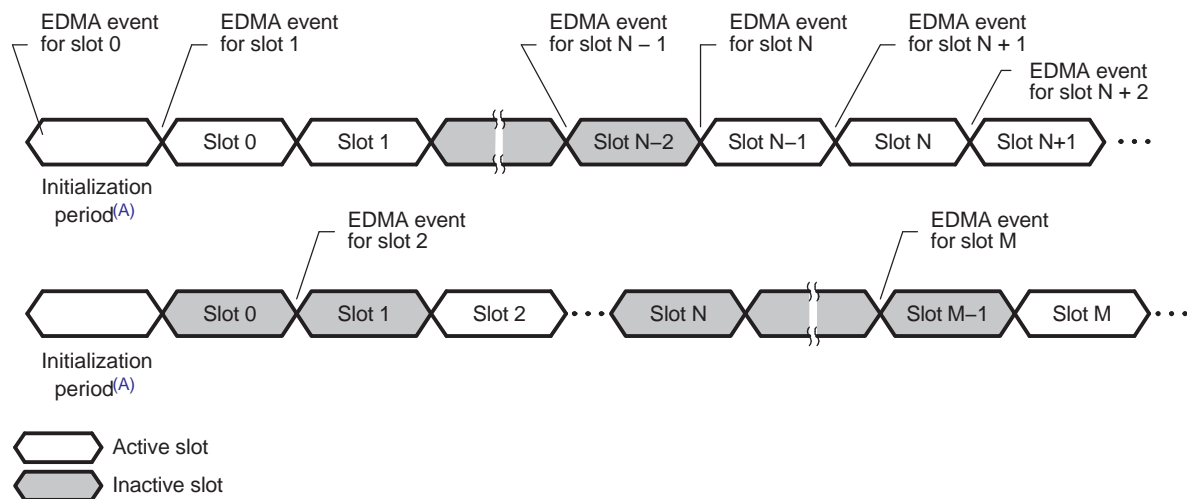 EDMA event
for slot 0
EDMA event
for slot 1
EDMA event
for slot N – 1
EDMA event
for slot N
EDMA event
for slot N + 1
EDMA event
for slot N + 2
Slot 0
Slot 1
Slot N–2
Slot N–1
Slot N
Slot N+1
Initialization
period(A)
EDMA event
for slot 2
EDMA event
for slot M
Slot 0
Slot 1
Slot 2
Slot N
Slot M–1
Slot M
Initialization
period(A)
Active slot
Inactive slot